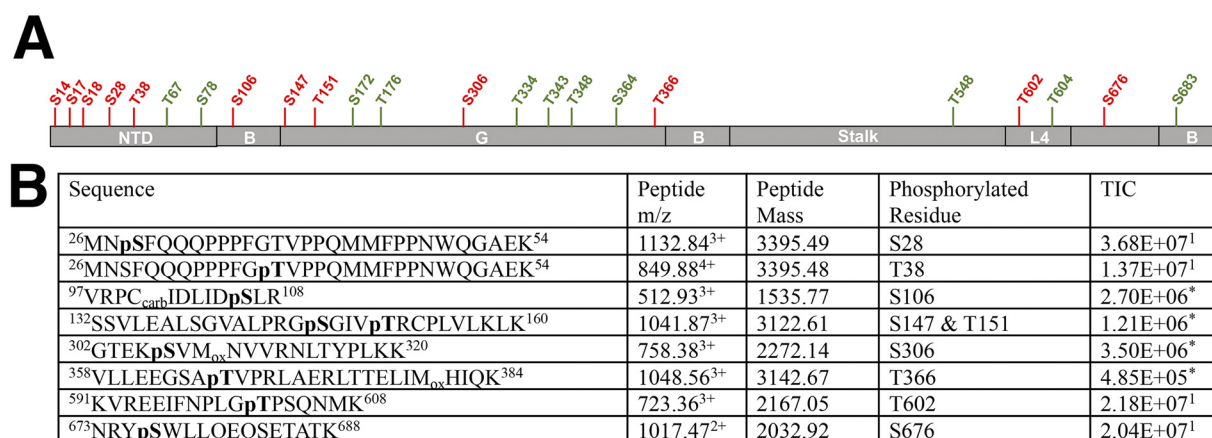 A
S14 S17 S18 S28 T38 T67 S78 S106 S147 T151 S172 T176 S306 T334 T343 T348 S364 T366 T548 T602 T604 S676 S683
NTD B G B Stalk L4 B
B
Sequence Peptide m/z Peptide Mass Phosphorylated Residue TIC
²⁶MNpSFQQQPPPFGTVPPQMMFPPNWQGAEK⁵⁴ 1132.84³⁺ 3395.49 S28 3.68E+07¹
²⁶MNSFQQQPPPFGpTVPPQMMFPPNWQGAEK⁵⁴ 849.88⁴⁺ 3395.48 T38 1.37E+07¹
⁹⁷VRPCcarbIDLIDpSLR¹⁰⁸ 512.93³⁺ 1535.77 S106 2.70E+06*
¹³²SSVLEALSGVALPRGpSGIVpTRCPLVLKLK¹⁶⁰ 1041.87³⁺ 3122.61 S147 & T151 1.21E+06*
³⁰²GTEKpSVMoxNVVRNLTYPLKK³²⁰ 758.38³⁺ 2272.14 S306 3.50E+06*
³⁵⁸VLLEEGSApTVPRLAERLTTELIMoxHIQK³⁸⁴ 1048.56³⁺ 3142.67 T366 4.85E+05*
⁵⁹¹KVREEIFNPLGpTPSQNMK⁶⁰⁸ 723.36³⁺ 2167.05 T602 2.18E+07¹
⁶⁷³NRYpSWLLQEQSETATK⁶⁸⁸ 1017.47²⁺ 2032.92 S676 2.04E+07¹